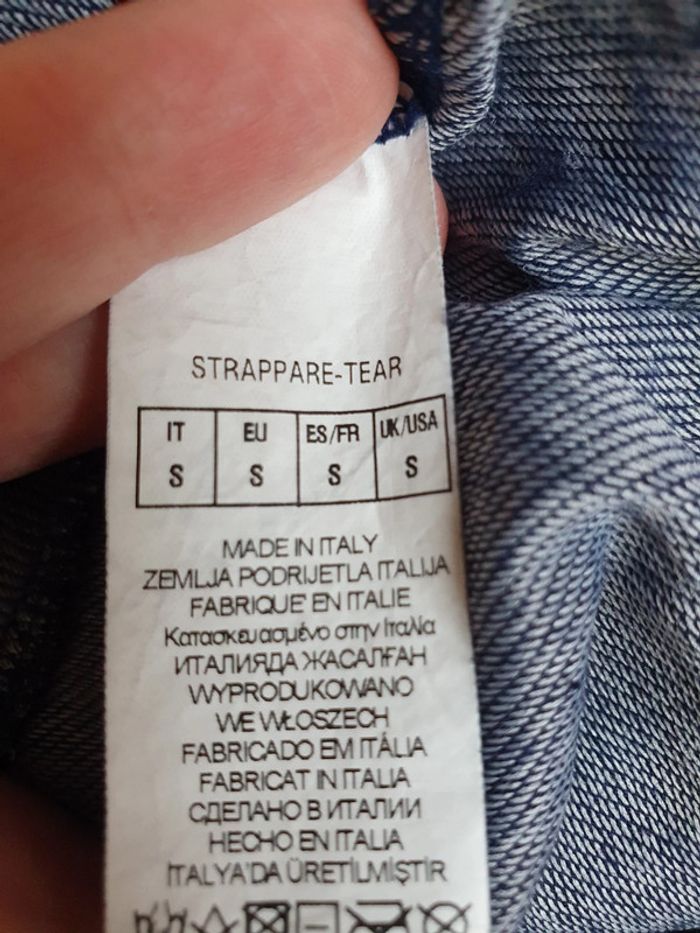 STRAPPARE-TEAR
IT EU ES/FR UK/USA
S S S S
MADE IN ITALY
ZEMLJA PODRIJETLA ITALIJA
FABRIQUE EN ITALIE
Κατασκευασμένο στην Ιταλία
ИТАЛИЯДА ЖАСАЛҒАН
WYPRODUKOWANO
WE WŁOSZECH
FABRICADO EM ITÁLIA
FABRICAT IN ITALIA
СДЕЛАНО В ИТАЛИИ
HECHO EN ITALIA
İTALYA'DA ÜRETİLMİŞTİR